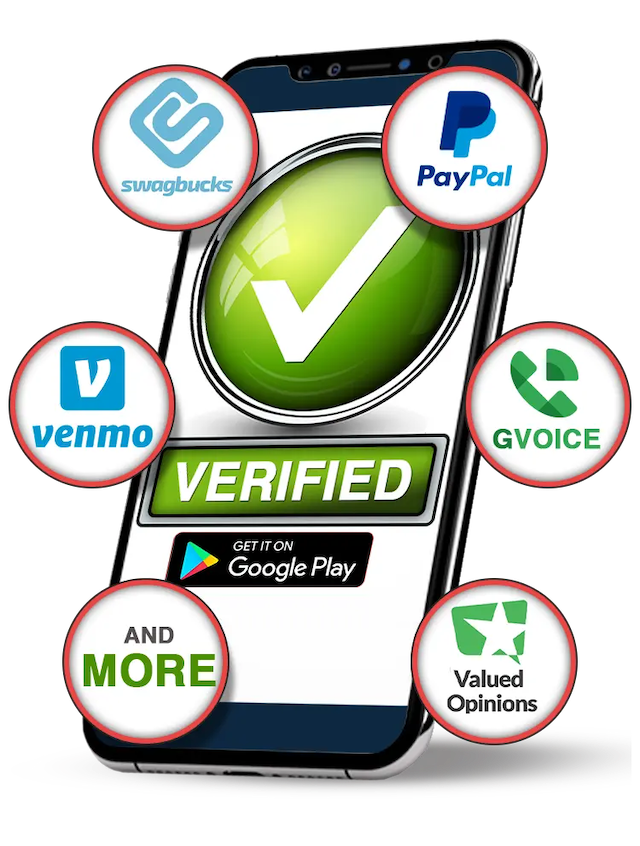 swagbucks
PayPal
venmo
GVOICE
VERIFIED
GET IT ON
Google Play
AND
MORE
Valued
Opinions